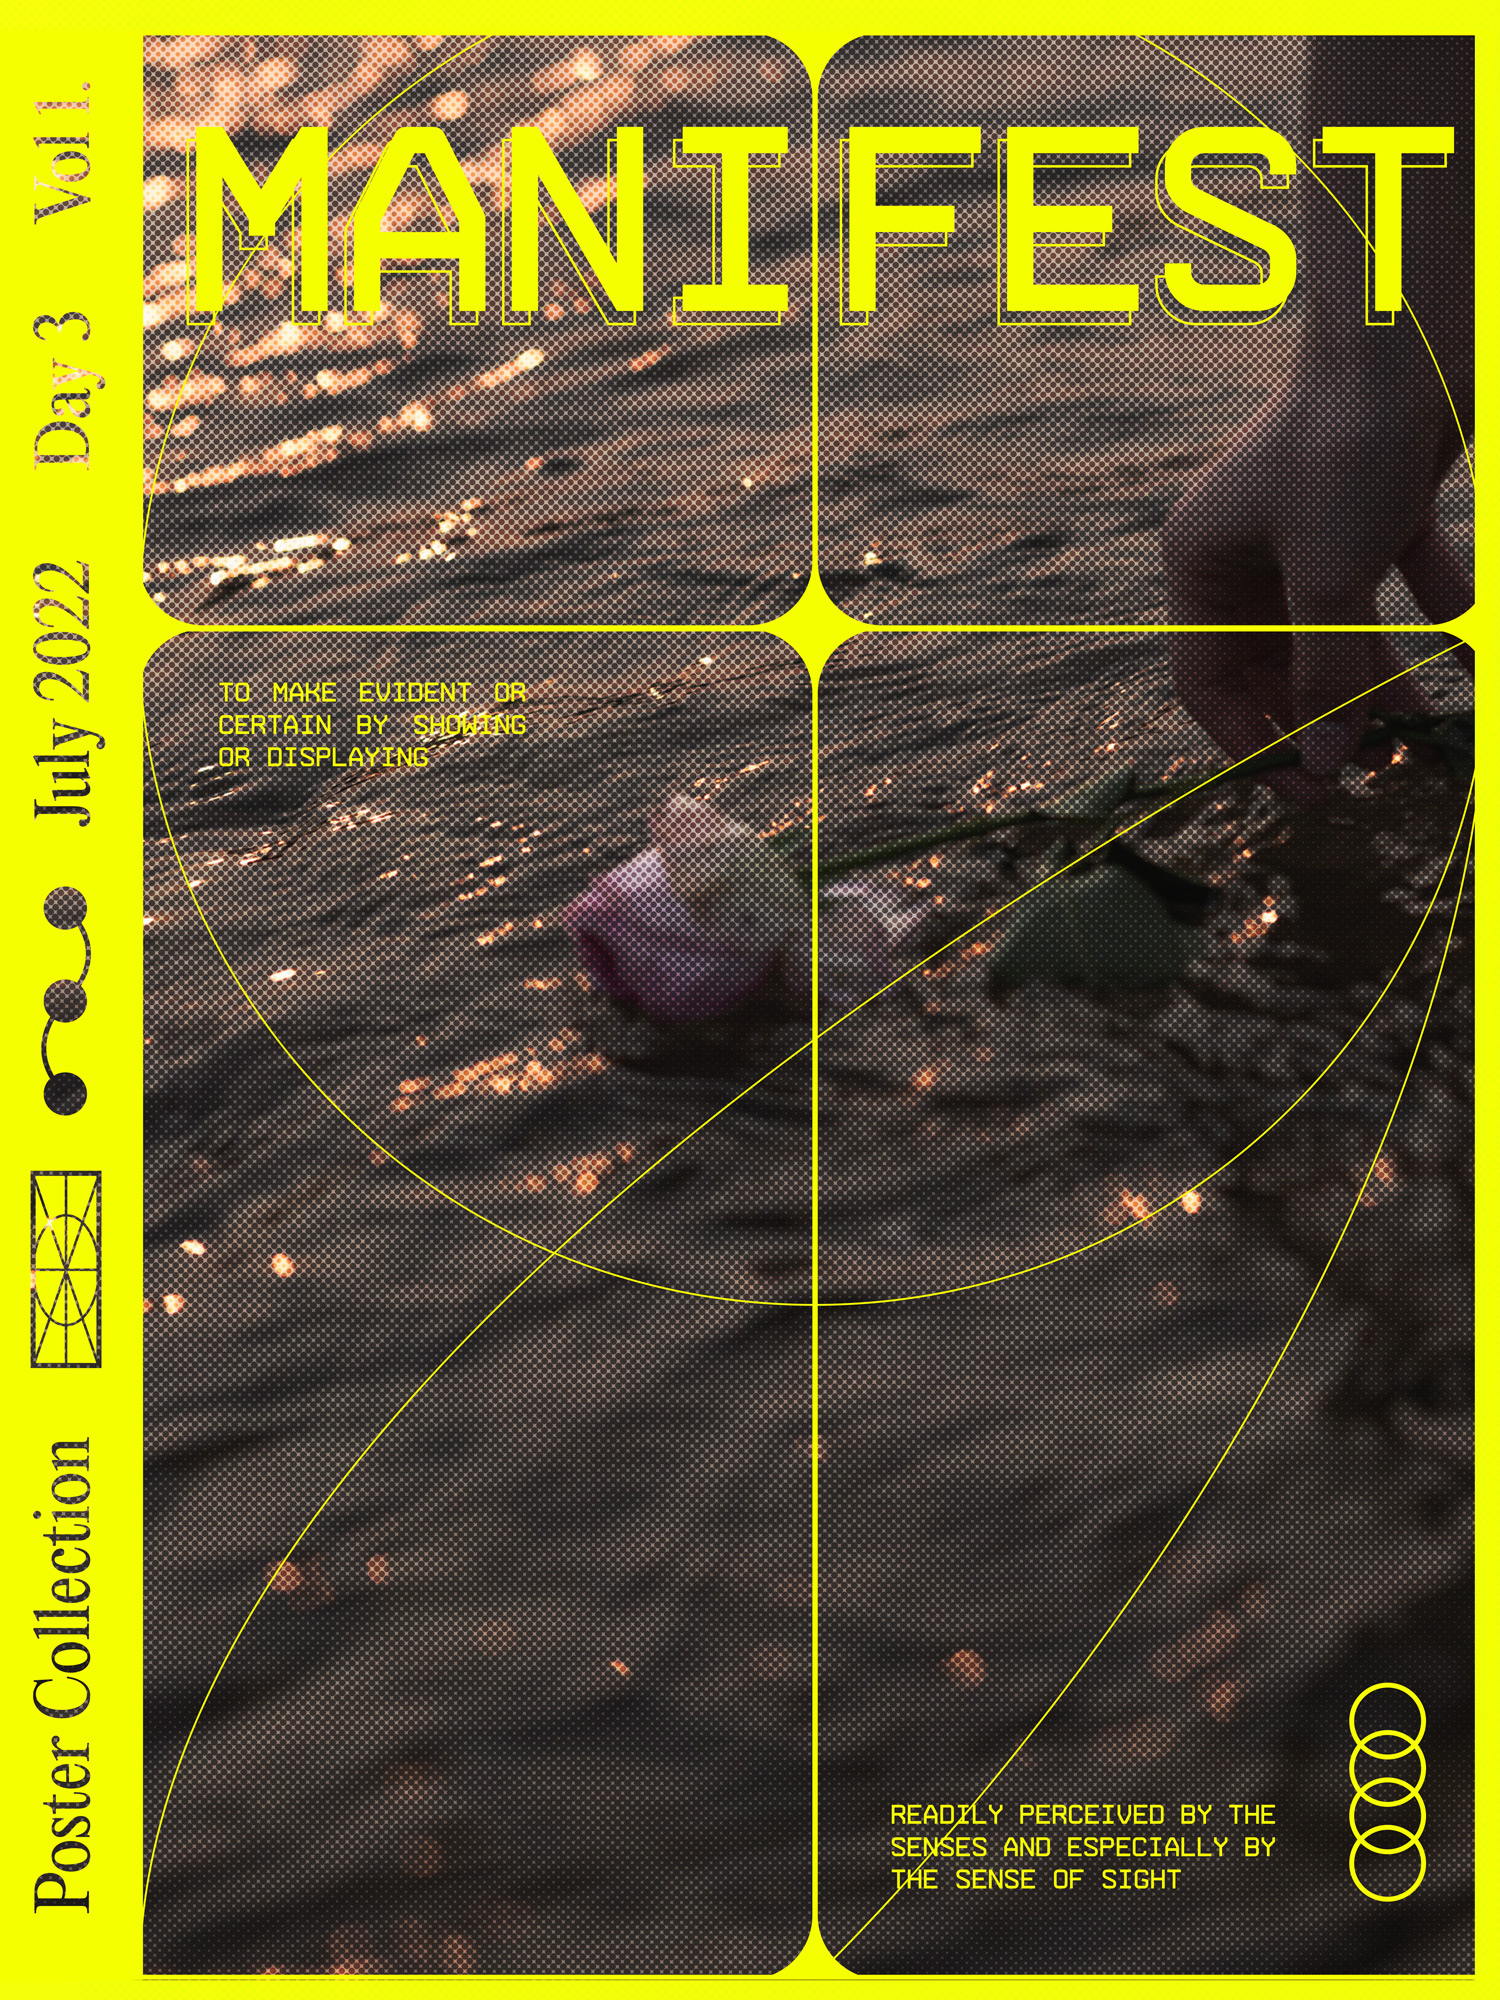 MANIFEST
TO MAKE EVIDENT OR
CERTAIN BY SHOWING
OR DISPLAYING
READILY PERCEIVED BY THE
SENSES AND ESPECIALLY BY
THE SENSE OF SIGHT
Poster Collection July 2022 Day 3 Vol 1.